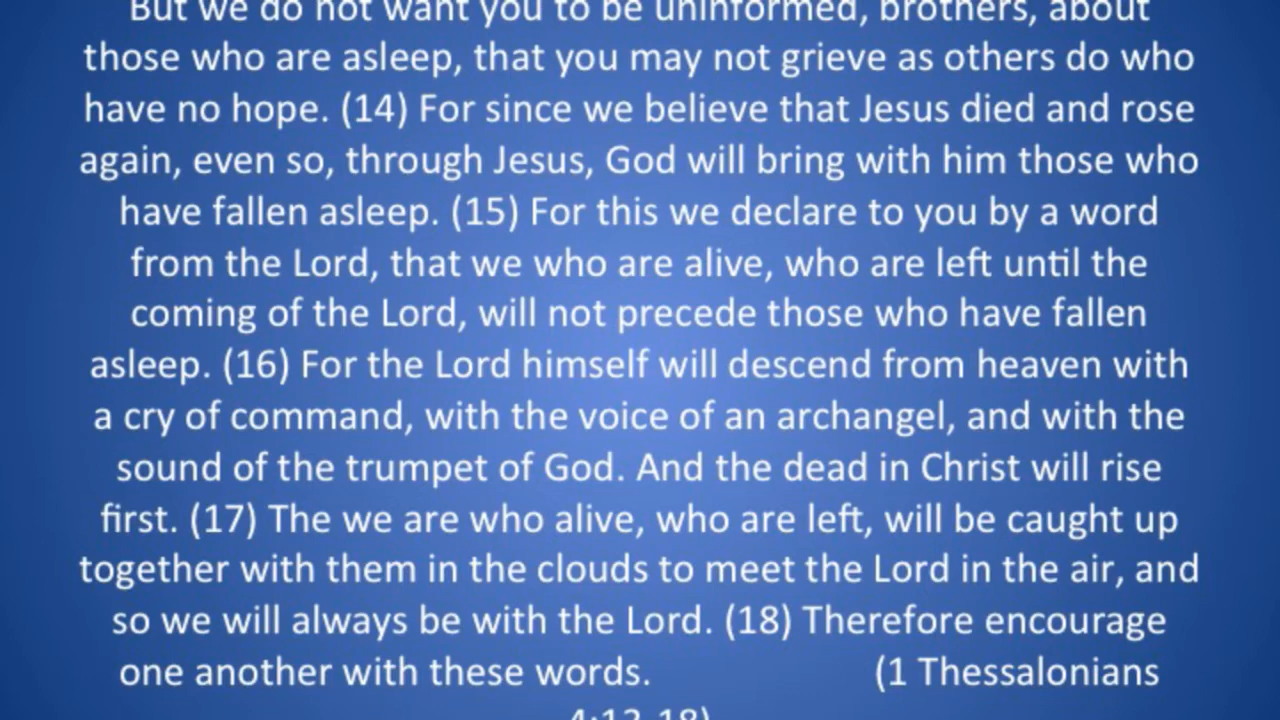 But we do not want you to be uninformed, brothers, about
those who are asleep, that you may not grieve as others do who
have no hope. (14) For since we believe that Jesus died and rose
again, even so, through Jesus, God will bring with him those who
have fallen asleep. (15) For this we declare to you by a word
from the Lord, that we who are alive, who are left until the
coming of the Lord, will not precede those who have fallen
asleep. (16) For the Lord himself will descend from heaven with
a cry of command, with the voice of an archangel, and with the
sound of the trumpet of God. And the dead in Christ will rise
first. (17) The we are who alive, who are left, will be caught up
together with them in the clouds to meet the Lord in the air, and
so we will always be with the Lord. (18) Therefore encourage
one another with these words. (1 Thessalonians
4:13-18)